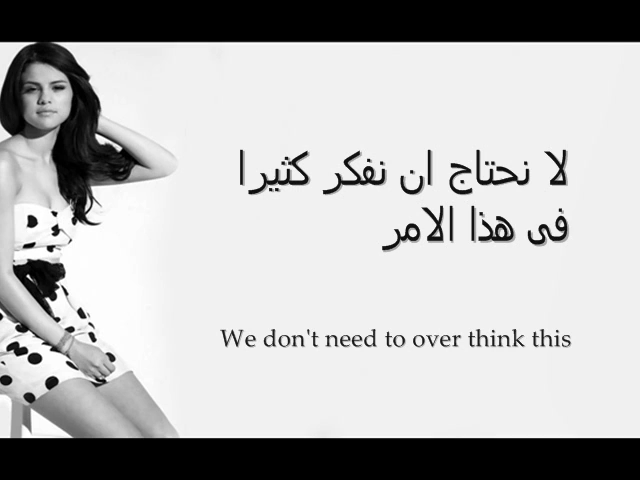 لا نحتاج ان نفكر كثيرا
فى هذا الامر
We don't need to over think this